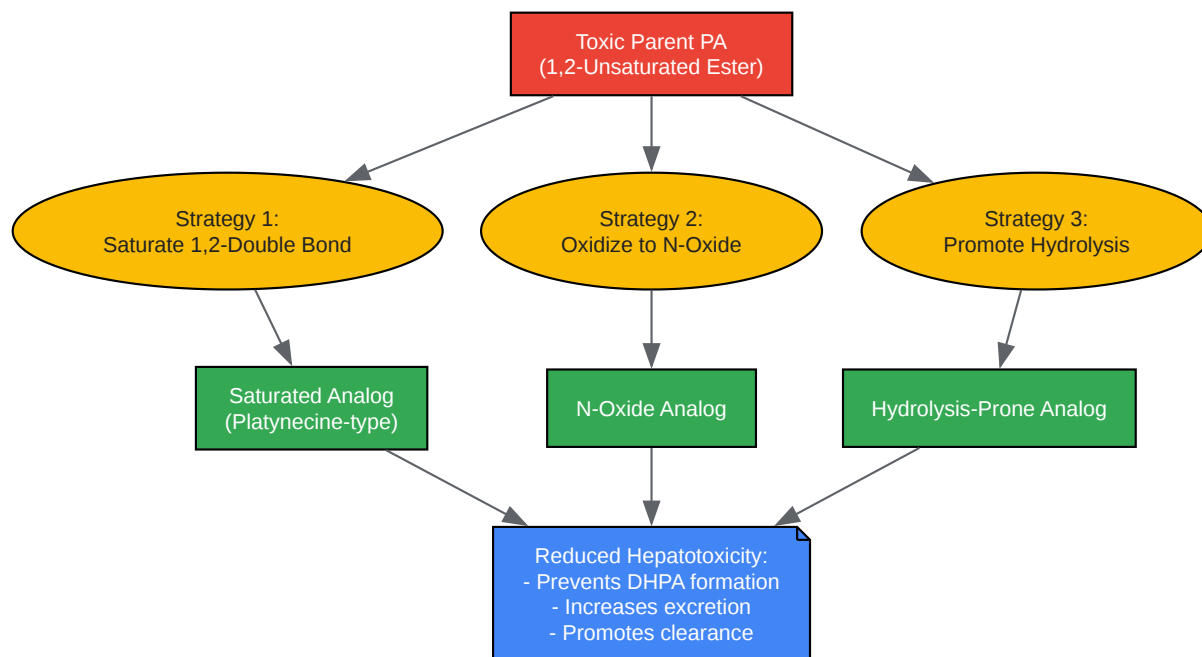 Toxic Parent PA
(1,2-Unsaturated Ester)
Strategy 1:
Saturate 1,2-Double Bond
Strategy 2:
Oxidize to N-Oxide
Strategy 3:
Promote Hydrolysis
Saturated Analog
(Platynecine-type)
N-Oxide Analog
Hydrolysis-Prone Analog
Reduced Hepatotoxicity:
- Prevents DHPA formation
- Increases excretion
- Promotes clearance